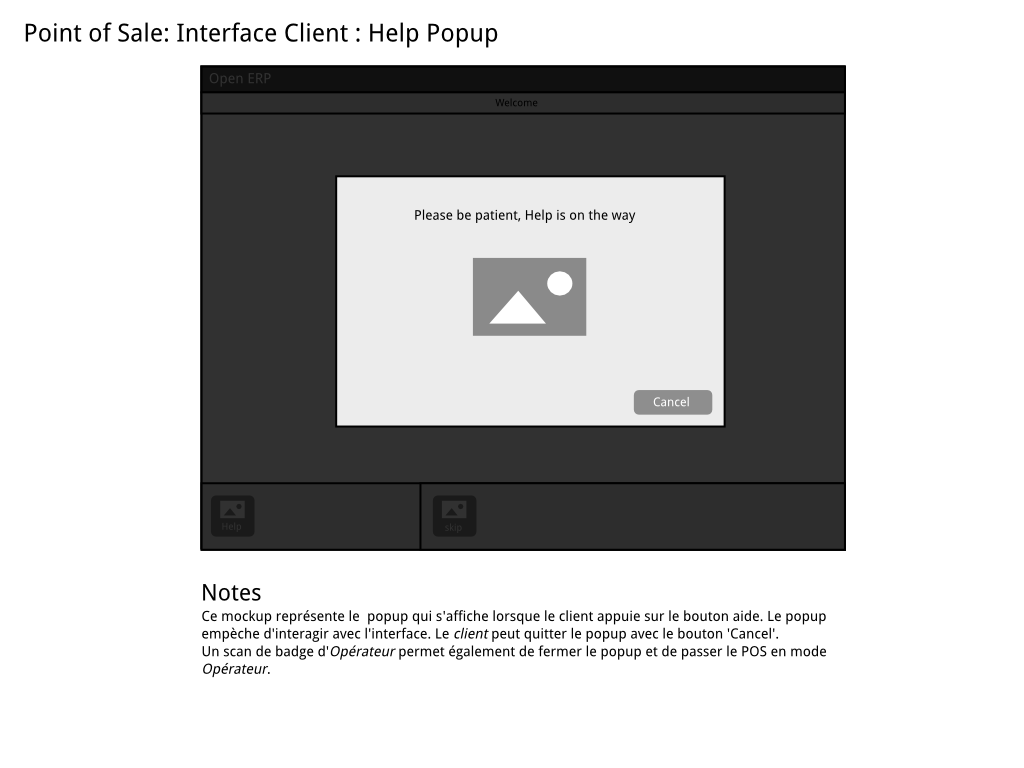 Point of Sale: Interface Client : Help Popup
Open ERP
Welcome
Please be patient, Help is on the way
Cancel
Help
skip
Notes
Ce mockup représente le  popup qui s'affiche lorsque le client appuie sur le bouton aide. Le popup
empèche d'interagir avec l'interface. Le client peut quitter le popup avec le bouton 'Cancel'.
Un scan de badge d'Opérateur permet également de fermer le popup et de passer le POS en mode
Opérateur.